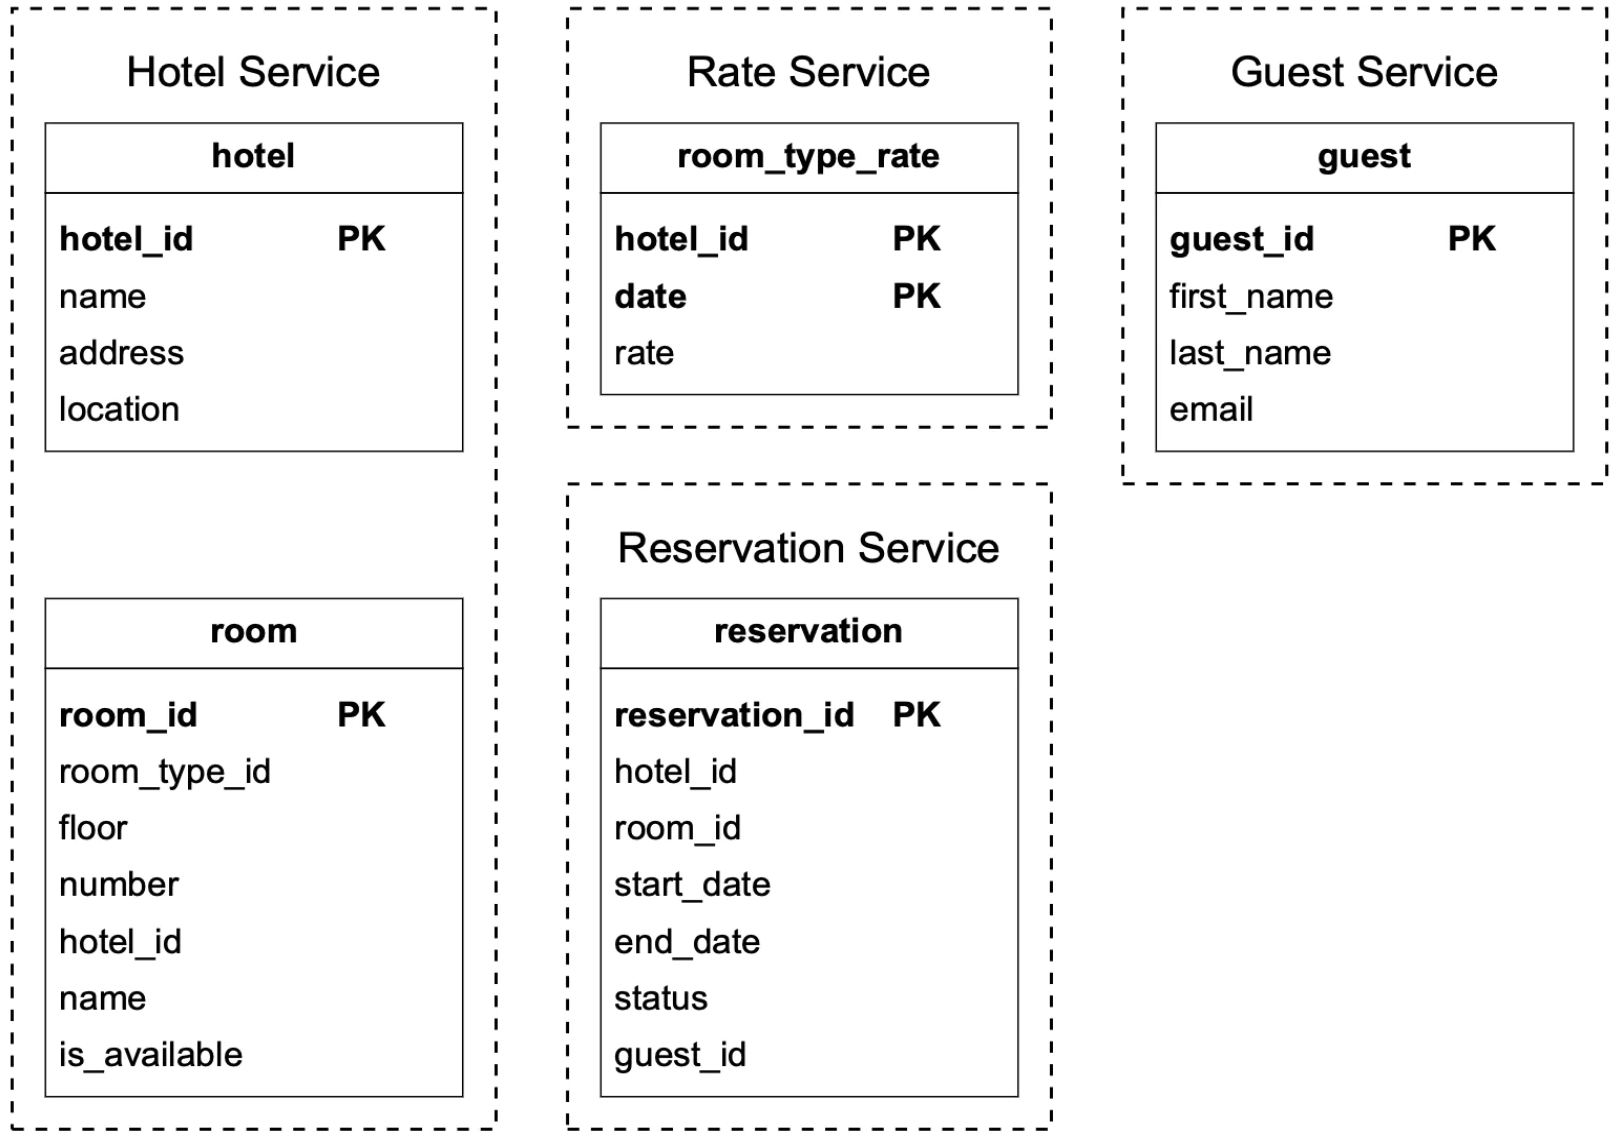 Hotel Service
hotel
hotel_id PK
name
address
location
room
room_id PK
room_type_id
floor
number
hotel_id
name
is_available
Rate Service
room_type_rate
hotel_id PK
date PK
rate
Reservation Service
reservation
reservation_id PK
hotel_id
room_id
start_date
end_date
status
guest_id
Guest Service
guest
guest_id PK
first_name
last_name
email